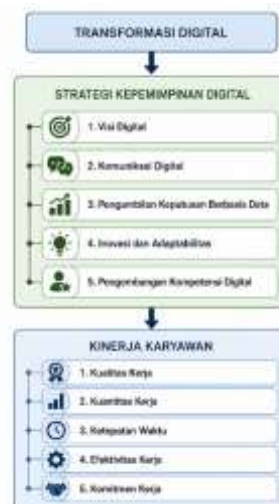 TRANSFORMASI DIGITAL
STRATEGI KEPEMIMPINAN DIGITAL
1. Visi Digital
2. Komunikasi Digital
3. Pengambilan Keputusan Berbasis Data
4. Inovasi dan Adaptabilitas
5. Pengembangan Kompetensi Digital
KINERJA KARYAWAN
1. Kualitas Kerja
2. Kuantitas Kerja
3. Ketepatan Waktu
4. Efektivitas Kerja
5. Komitmen Kerja